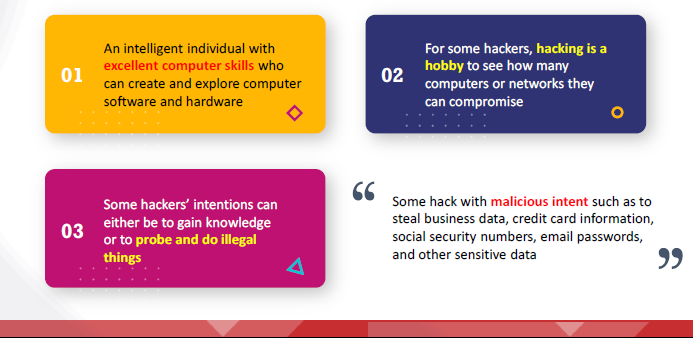 01
An intelligent individual with
excellent computer skills who
can create and explore computer
software and hardware
02
For some hackers, hacking is a
hobby to see how many
computers or networks they
can compromise
03
Some hackers’ intentions can
either be to gain knowledge
or to probe and do illegal
things
“
Some hack with malicious intent such as to
steal business data, credit card information,
social security numbers, email passwords,
and other sensitive data
”